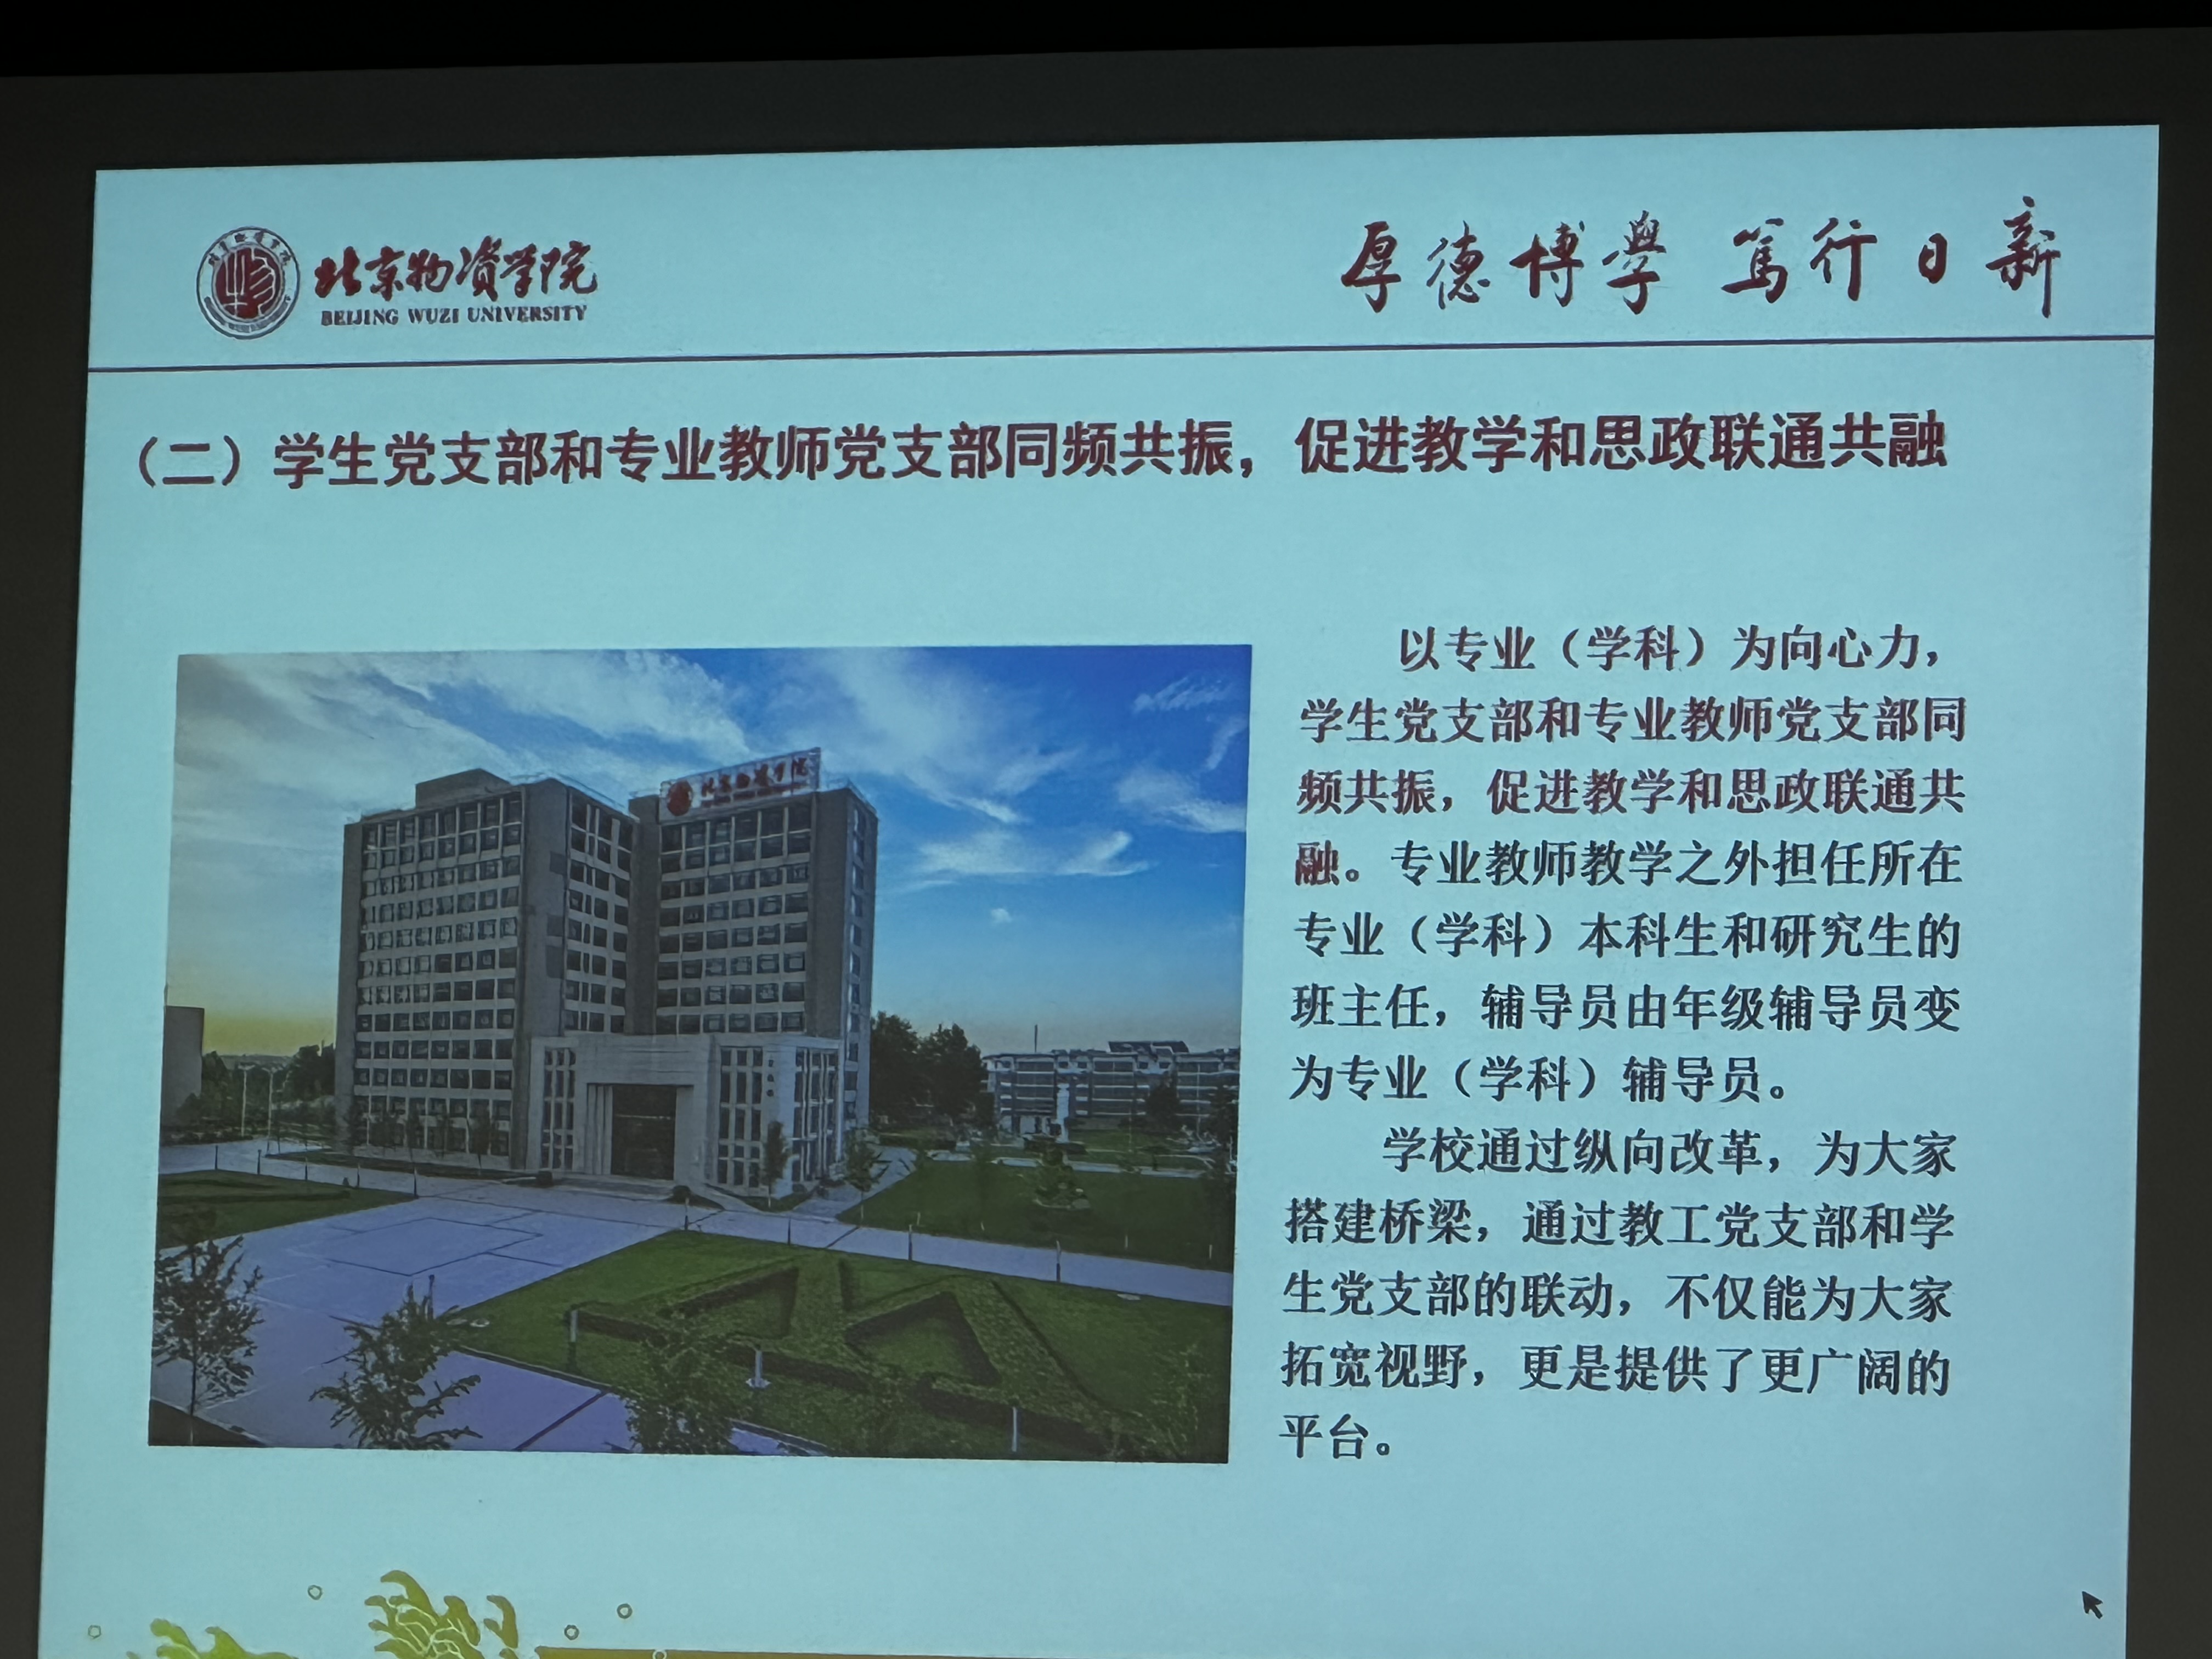 北京物资学院
BEIJING WUZI UNIVERSITY
厚德博學 篤行日新
（二）学生党支部和专业教师党支部同频共振，促进教学和思政联通共融
北京物资学院
以专业（学科）为向心力，
学生党支部和专业教师党支部同
频共振，促进教学和思政联通共
融。专业教师教学之外担任所在
专业（学科）本科生和研究生的
班主任，辅导员由年级辅导员变
为专业（学科）辅导员。
学校通过纵向改革，为大家
搭建桥梁，通过教工党支部和学
生党支部的联动，不仅能为大家
拓宽视野，更是提供了更广阔的
平台。